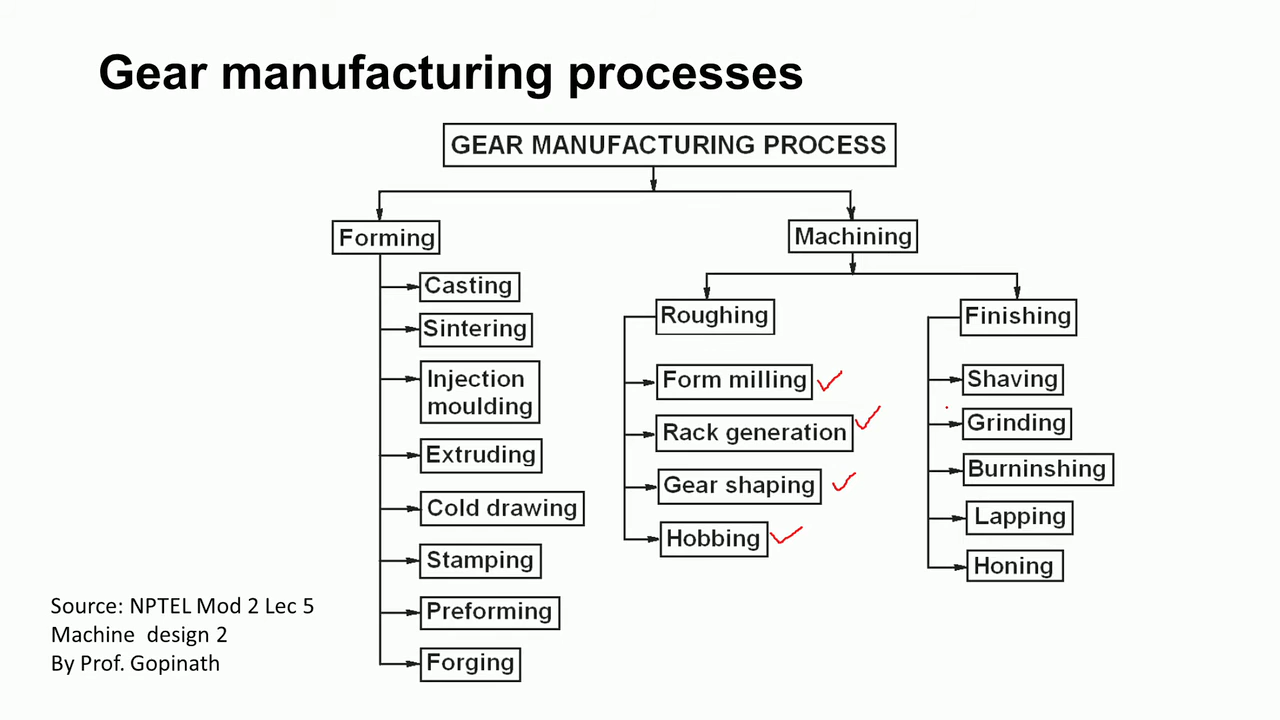 Gear manufacturing processes
GEAR MANUFACTURING PROCESS
Forming
Casting
Sintering
Injection
moulding
Extruding
Cold drawing
Stamping
Preforming
Forging
Machining
Roughing
Form milling
Rack generation
Gear shaping
Hobbing
Finishing
Shaving
Grinding
Burninshing
Lapping
Honing
Source: NPTEL Mod 2 Lec 5
Machine design 2
By Prof. Gopinath